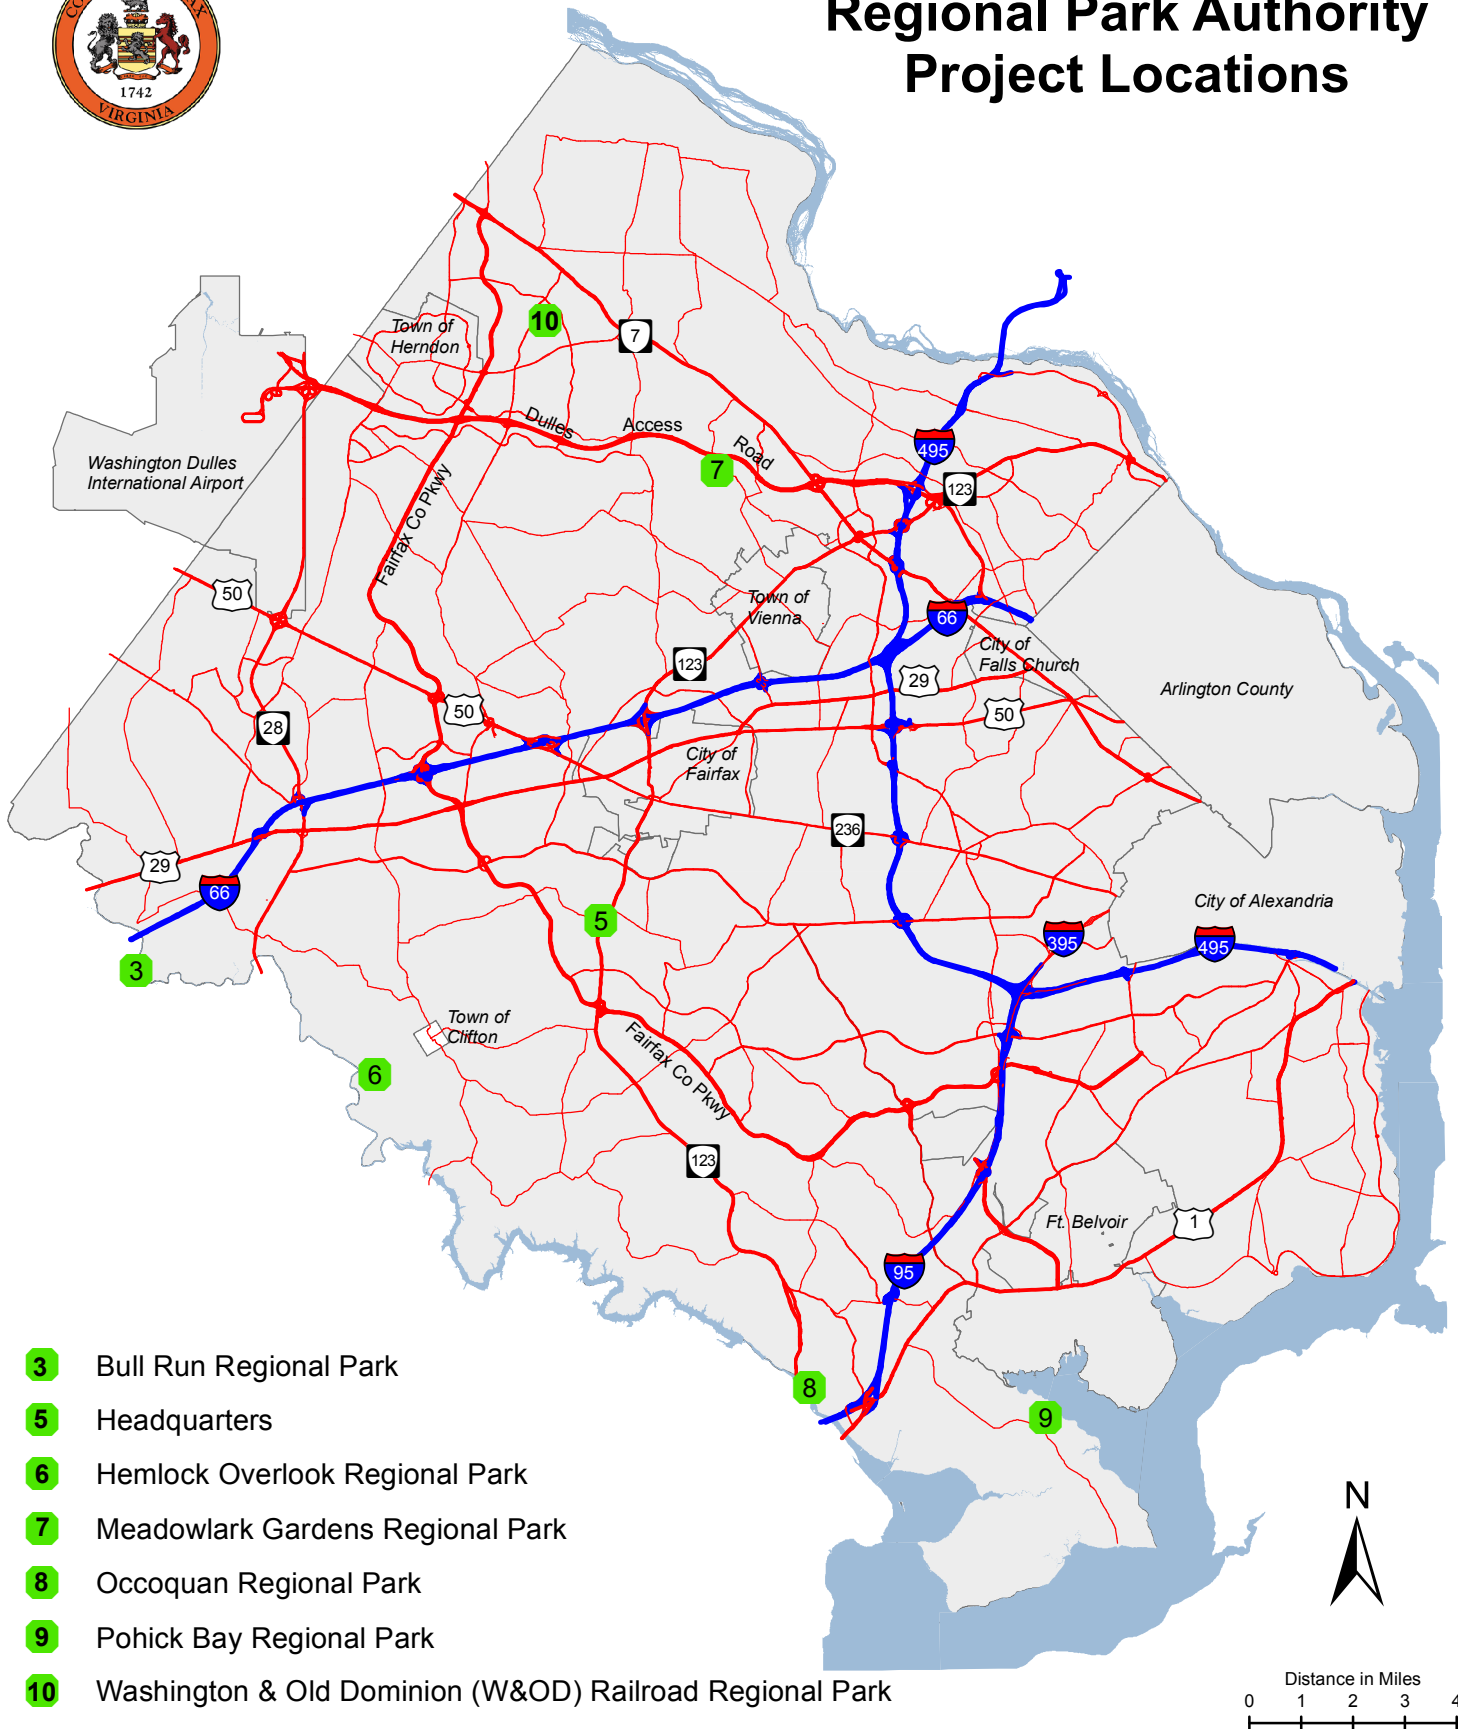 1742
VIRGINIA
Regional Park Authority
Project Locations
Town of
Herndon
10
7
Dulles
Access
Road
7
495
123
Washington Dulles
International Airport
Fairfax Co Pkwy
50
Town of
Vienna
66
City of
Falls Church
123
29
Arlington County
50
50
28
City of
Fairfax
236
29
66
City of Alexandria
5
395
495
3
Town of
Clifton
Fairfax Co Pkwy
6
123
Ft. Belvoir
1
95
8
9
3 Bull Run Regional Park
5 Headquarters
6 Hemlock Overlook Regional Park
7 Meadowlark Gardens Regional Park
8 Occoquan Regional Park
9 Pohick Bay Regional Park
10 Washington & Old Dominion (W&OD) Railroad Regional Park
N
Distance in Miles
0 1 2 3 4